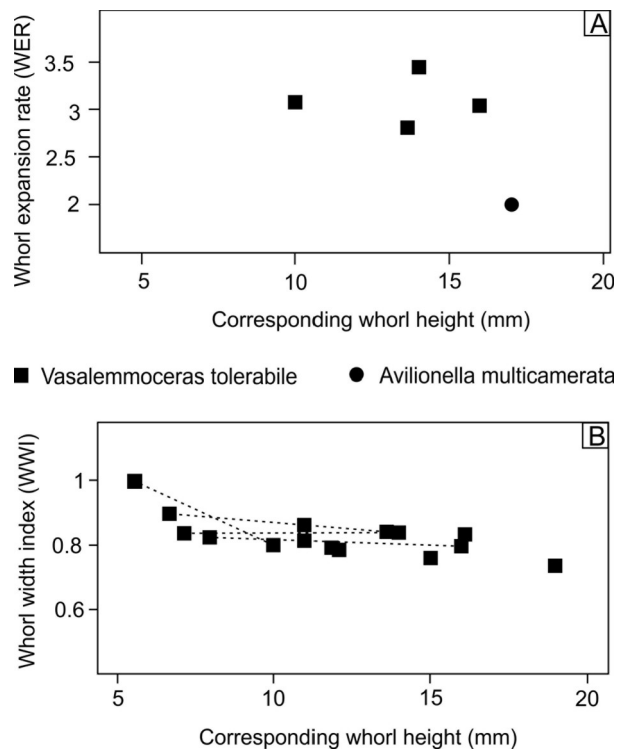 A
Whorl expansion rate (WER)
3.5
3
2.5
2
5 10 15 20
Corresponding whorl height (mm)
Vasalemmoceras tolerabile Avilionella multicamerata
B
Whorl width index (WWI)
1
0.8
0.6
5 10 15 20
Corresponding whorl height (mm)